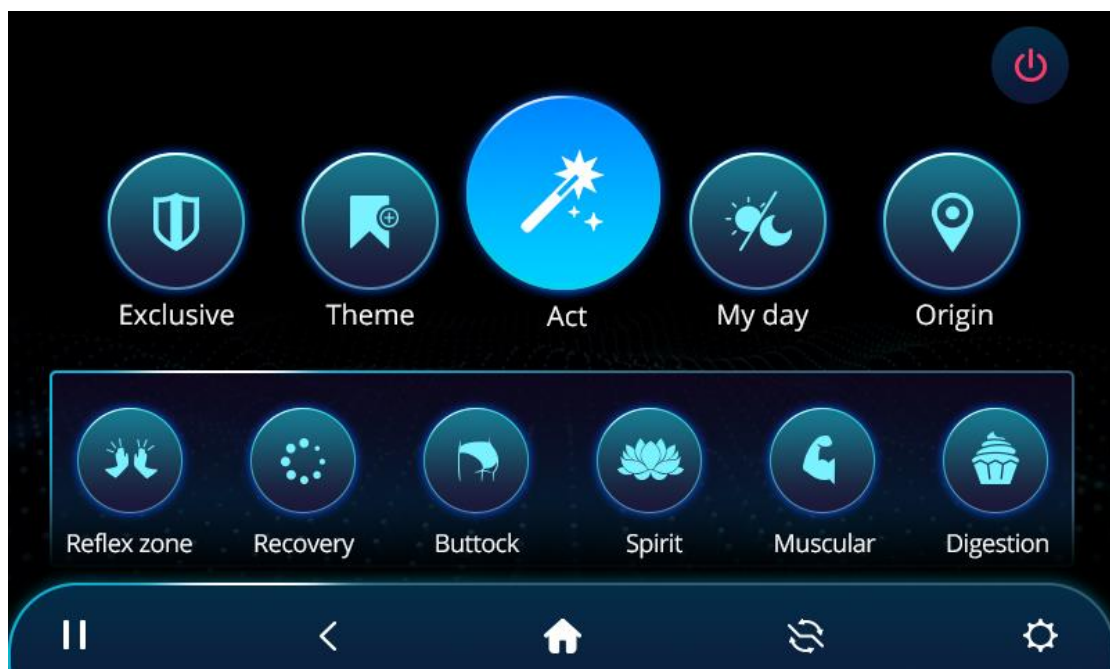 Exclusive
Theme
Act
My day
Origin
Reflex zone
Recovery
Buttock
Spirit
Muscular
Digestion